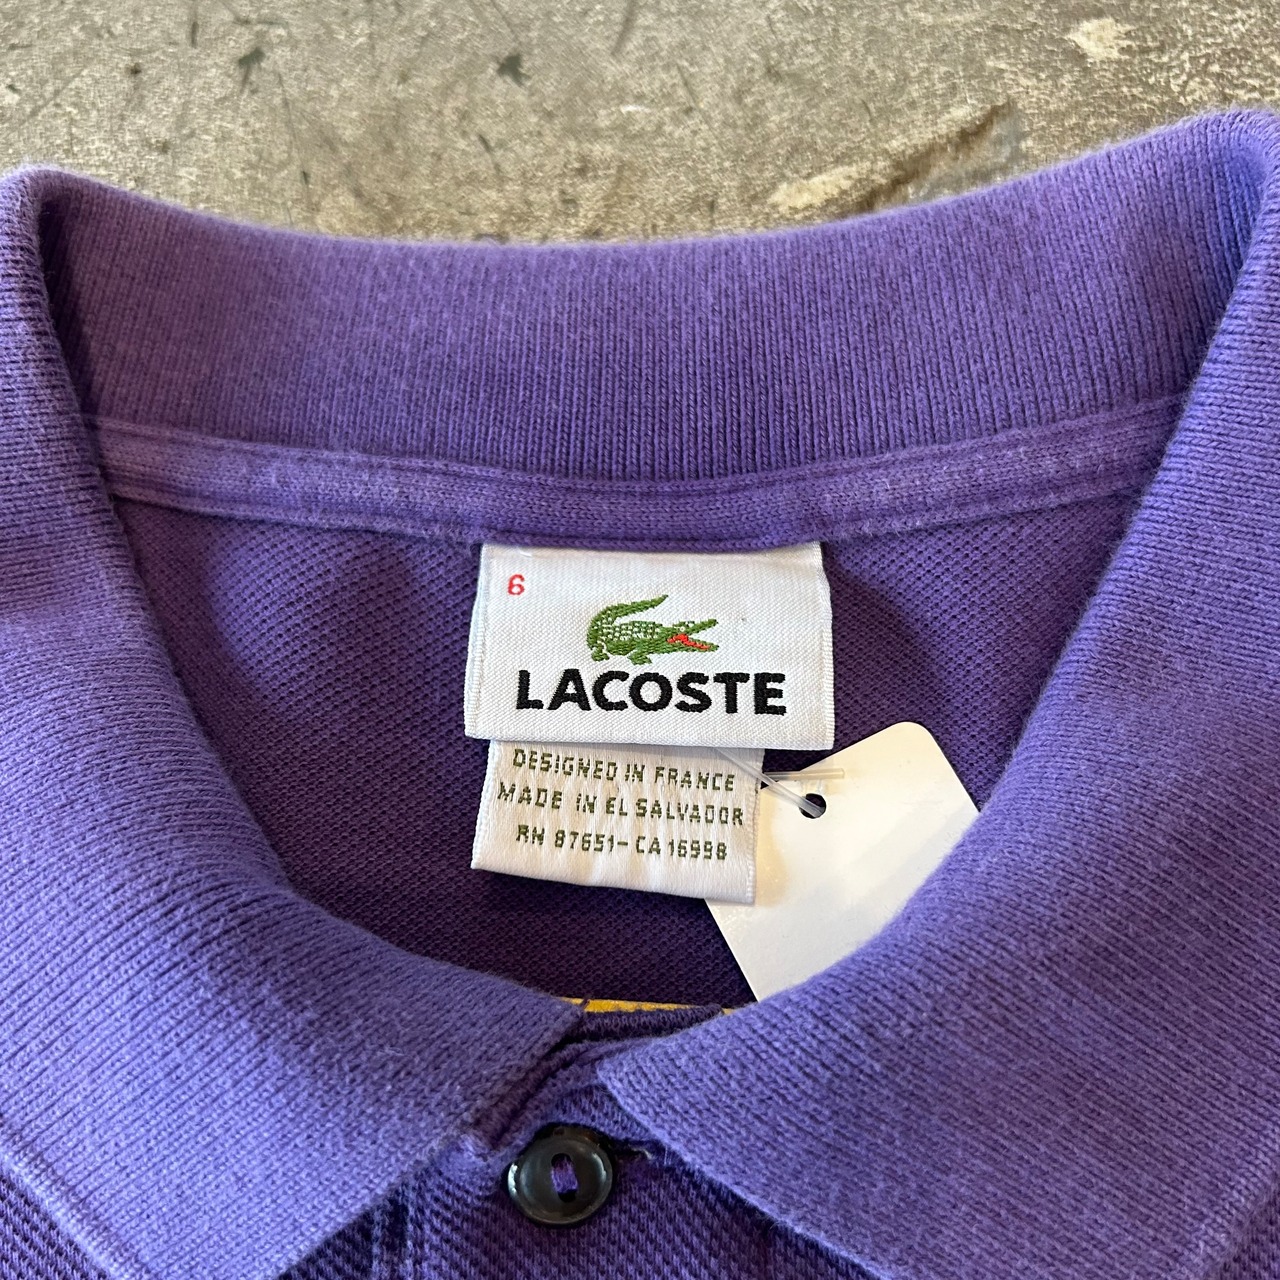 6
LACOSTE
DESIGNED IN FRANCE
MADE IN EL SALVADOR
RN 87651-CA 16998